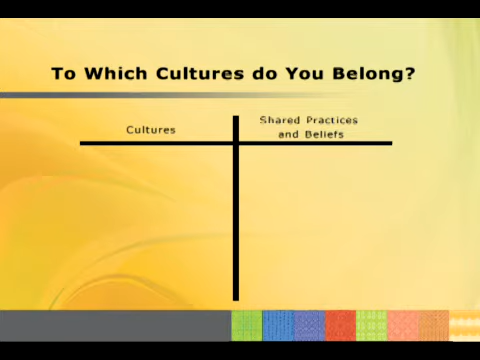 To Which Cultures do You Belong?
Cultures
Shared Practices
and Beliefs